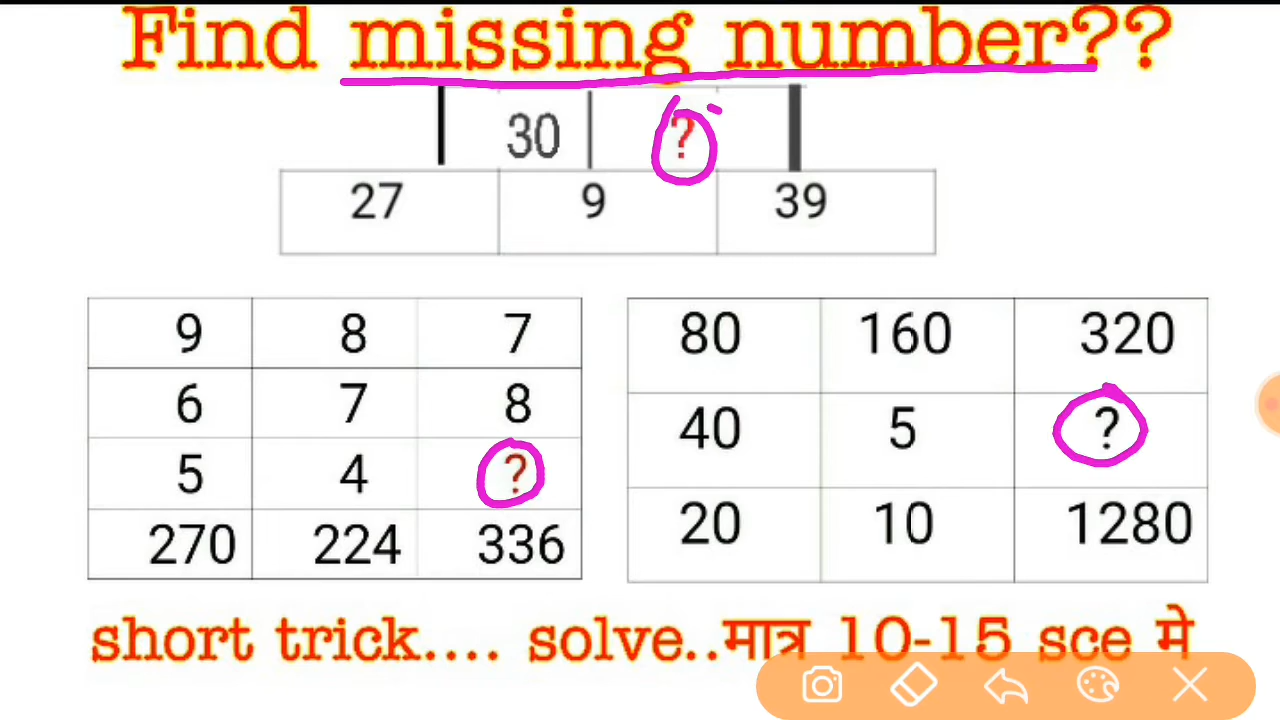 Find missing number??
30 ?
27 9 39
9 8 7
6 7 8
5 4 ?
270 224 336
80 160 320
40 5 ?
20 10 1280
short trick.... solve..मात्र 10-15 sce मे